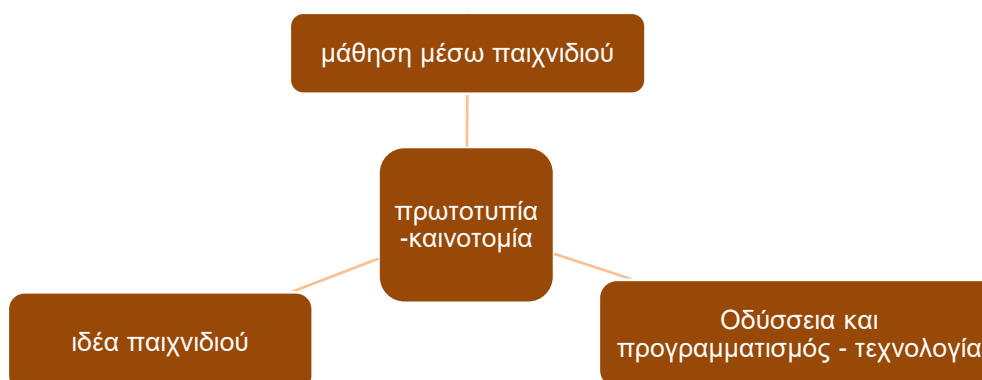 μάθηση μέσω παιχνιδιού
πρωτοτυπία
-καινοτομία
ιδέα παιχνιδιού
Οδύσσεια και
προγραμματισμός - τεχνολογία